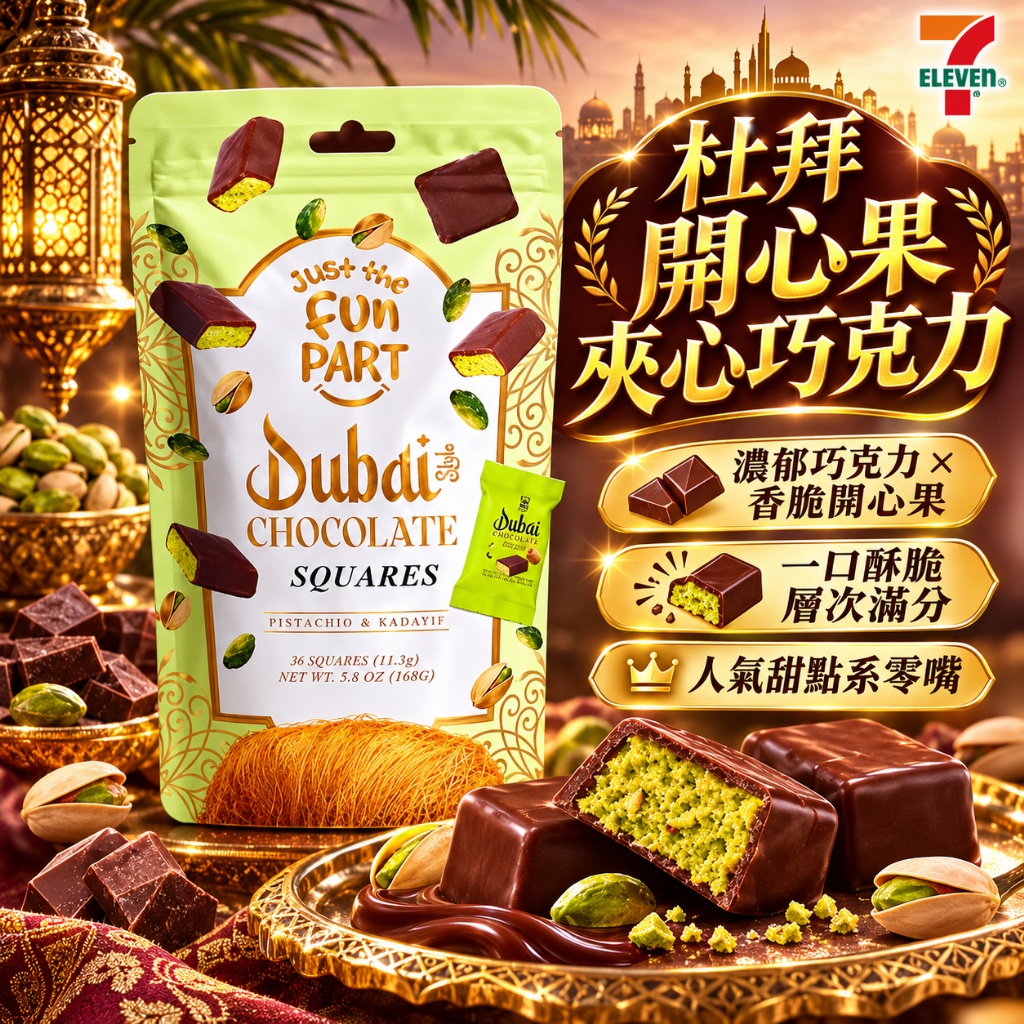 7
ELEVEN®
杜拜
開心果
夾心巧克力
Just the
Fun
PART
Dubai
Style
CHOCOLATE
SQUARES
PISTACHIO & KADAYIF
36 SQUARES (11.3g)
NET WT. 5.8 OZ (168G)
Dubai
CHOCOLATE
濃郁巧克力×
香脆開心果
一口酥脆
層次滿分
人氣甜點系零嘴